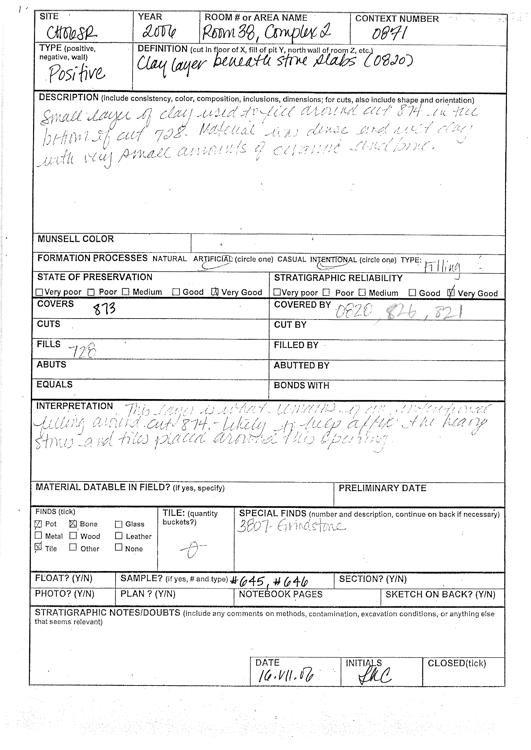 SITE YEAR ROOM # or AREA NAME CONTEXT NUMBER
CH06SR 2006 Room 38, Complex 2 0871
TYPE (positive, negative, wall) DEFINITION (cut in floor of X, fill of pit Y, north wall of room Z, etc.)
Positive Clay layer beneath stone slabs (0820)
DESCRIPTION (include consistency, color, composition, inclusions, dimensions; for cuts, also include shape and orientation)
Small layer of clay used to fill around cut 874 in the
bottom of cut 728. Material was dense and wet clay
with very small amounts of ceramic and bone.
MUNSELL COLOR
FORMATION PROCESSES NATURAL ARTIFICIAL (circle one) CASUAL INTENTIONAL (circle one) TYPE: Filling
STATE OF PRESERVATION STRATIGRAPHIC RELIABILITY
Very poor Poor Medium Good Very Good Very poor Poor Medium Good Very Good
COVERS 873 COVERED BY 0820, 826, 821
CUTS CUT BY
FILLS 728 FILLED BY
ABUTS ABUTTED BY
EQUALS BONDS WITH
INTERPRETATION This layer is what remains of an intentional
filling around cut 874 - likely to help affix the heavy
stones and tiles placed around this opening.
MATERIAL DATABLE IN FIELD? (if yes, specify) PRELIMINARY DATE
FINDS (tick) TILE: (quantity buckets?) SPECIAL FINDS (number and description, continue on back if necessary)
Pot Bone Glass 3807-Grindstone
Metal Wood Leather
Tile Other None
FLOAT? (Y/N) SAMPLE? (if yes, # and type) #645, #646 SECTION? (Y/N)
PHOTO? (Y/N) PLAN? (Y/N) NOTEBOOK PAGES SKETCH ON BACK? (Y/N)
STRATIGRAPHIC NOTES/DOUBTS (include any comments on methods, contamination, excavation conditions, or anything else
that seems relevant)
DATE INITIALS CLOSED(tick)
16.VII.06